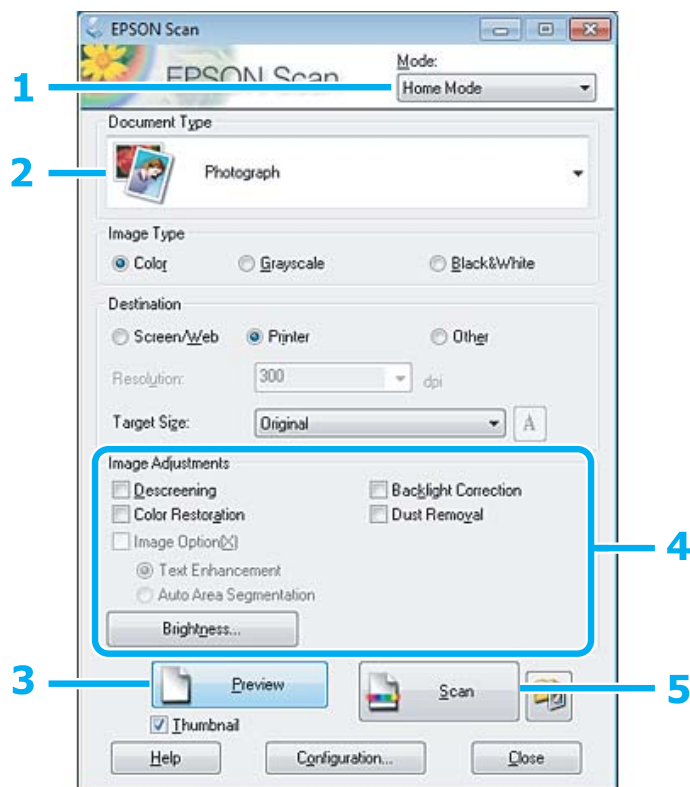 EPSON Scan
EPSON Scan
Mode:
1
Home Mode
Document Type
2
Photograph
Image Type
Color
Grayscale
Black&White
Destination
Screen/Web
Printer
Other
Resolution:
300
dpi
Target Size:
Original
A
Image Adjustments
Descreening
Backlight Correction
Color Restoration
Dust Removal
Image Option(X)
4
Text Enhancement
Auto Area Segmentation
Brightness...
3
Preview
Scan
5
Thumbnail
Help
Configuration...
Close